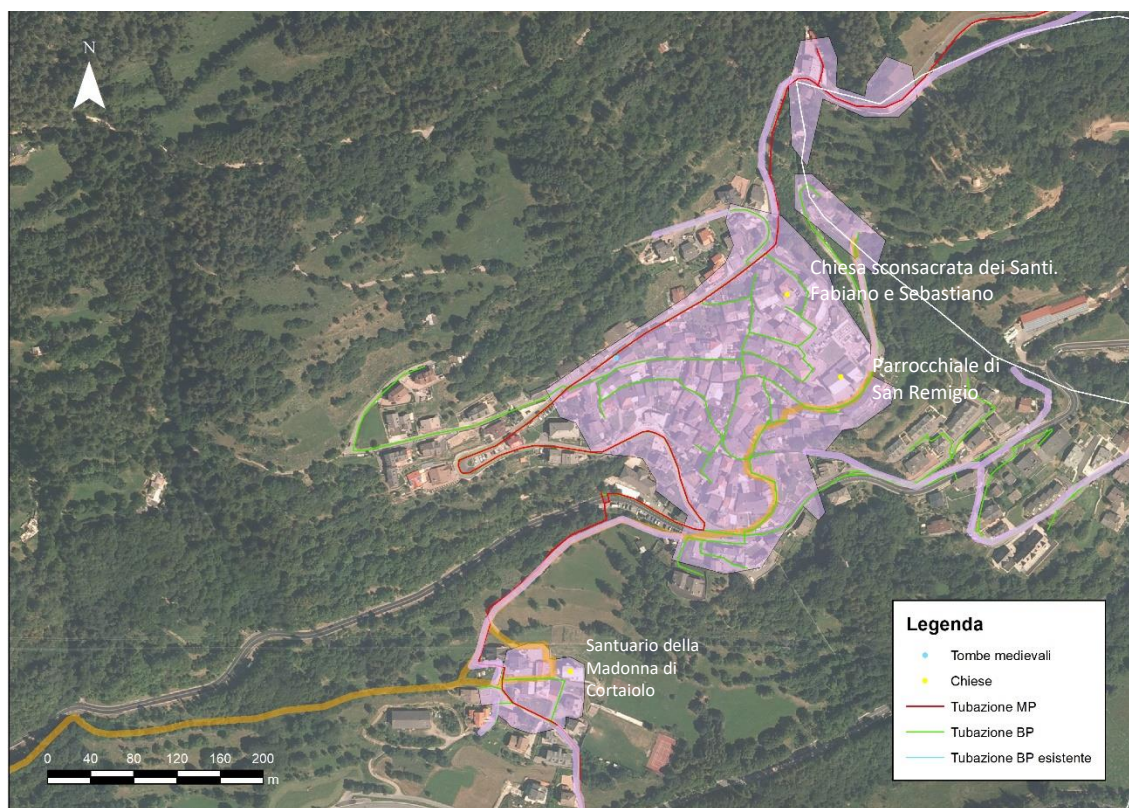 N
Chiesa sconsacrata dei Santi.
Fabiano e Sebastiano
Parrocchiale di
San Remigio
Santuario della
Madonna di
Cortaiolo
Legenda
Tombe medievali
Chiese
Tubazione MP
Tubazione BP
Tubazione BP esistente
0 40 80 120 160 200
m